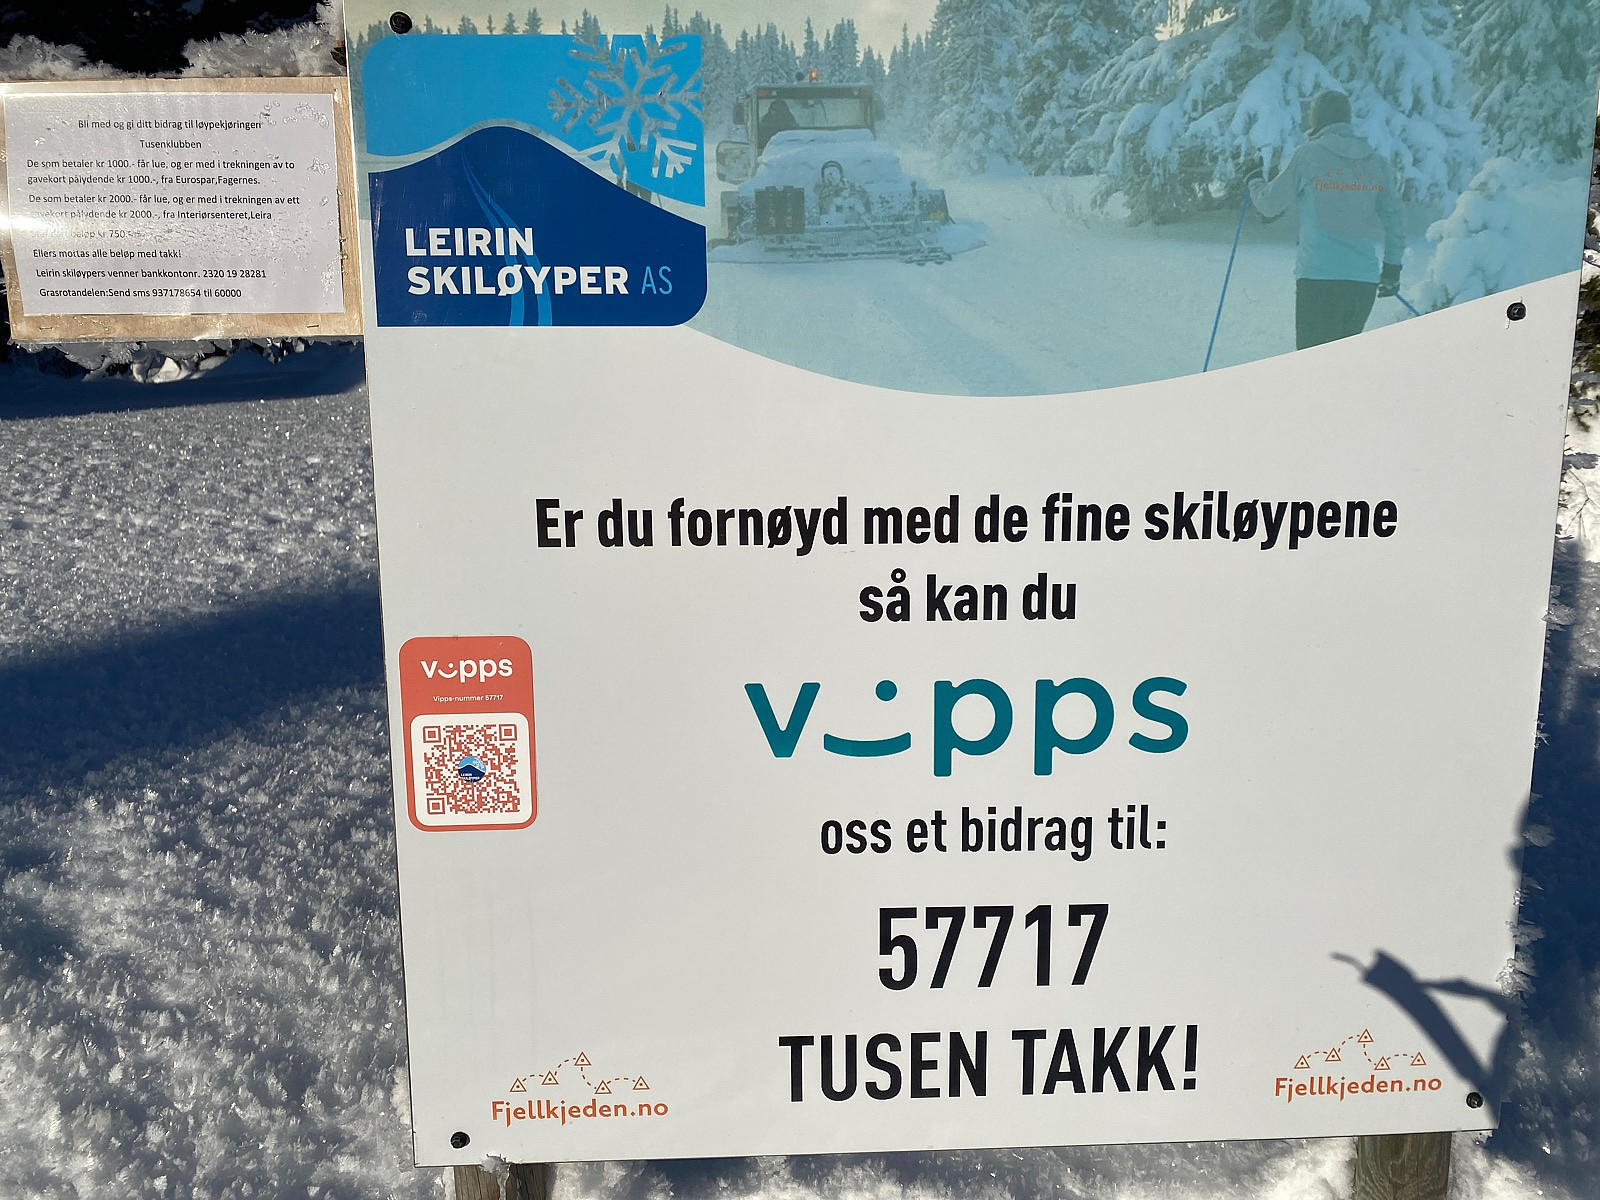 Bli med og gi ditt bidrag til løypekjøringen
Tusenklubben
De som betaler kr 1000.- får lue, og er med i trekningen av to
gavekort pålydende kr 1000.-, fra Eurospar,Fagernes.
De som betaler kr 2000.- får lue, og er med i trekningen av ett
gavekort pålydende kr 2000.-, fra Interiørsenteret,Leira
beløp kr 750.-
Ellers mottas alle beløp med takk!
Leirin skiløypers venner bankkontonr. 2320 19 28281
Grasrotandelen:Send sms 937178654 til 60000
LEIRIN
SKILØYPER AS
Fjellkjeden.no
Er du fornøyd med de fine skiløypene
så kan du
vipps
oss et bidrag til:
57717
TUSEN TAKK!
vipps
Vipps-nummer 57717
LEIRIN
SKILØYPER
Fjellkjeden.no
Fjellkjeden.no